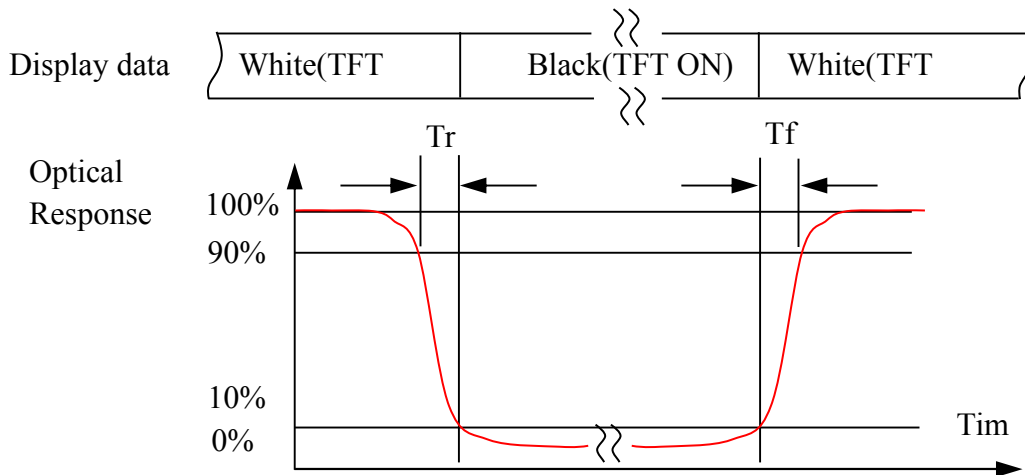 Display data
White(TFT
Black(TFT ON)
White(TFT
Tr
Tf
Optical
Response
100%
90%
10%
0%
Tim